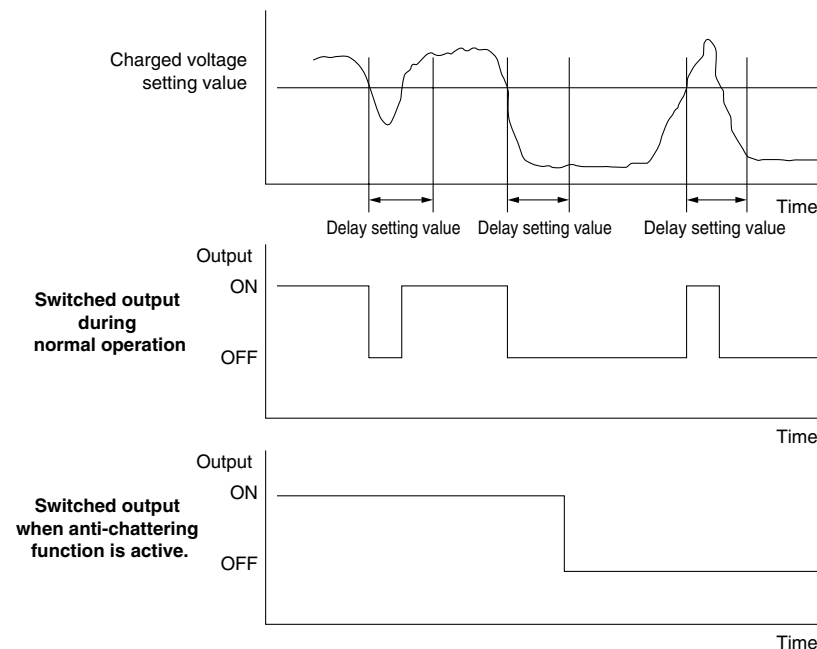 Charged voltage
setting value
Time
Delay setting value
Delay setting value
Delay setting value
Output
ON
Switched output
during
normal operation
OFF
Time
Output
ON
Switched output
when anti-chattering
function is active.
OFF
Time